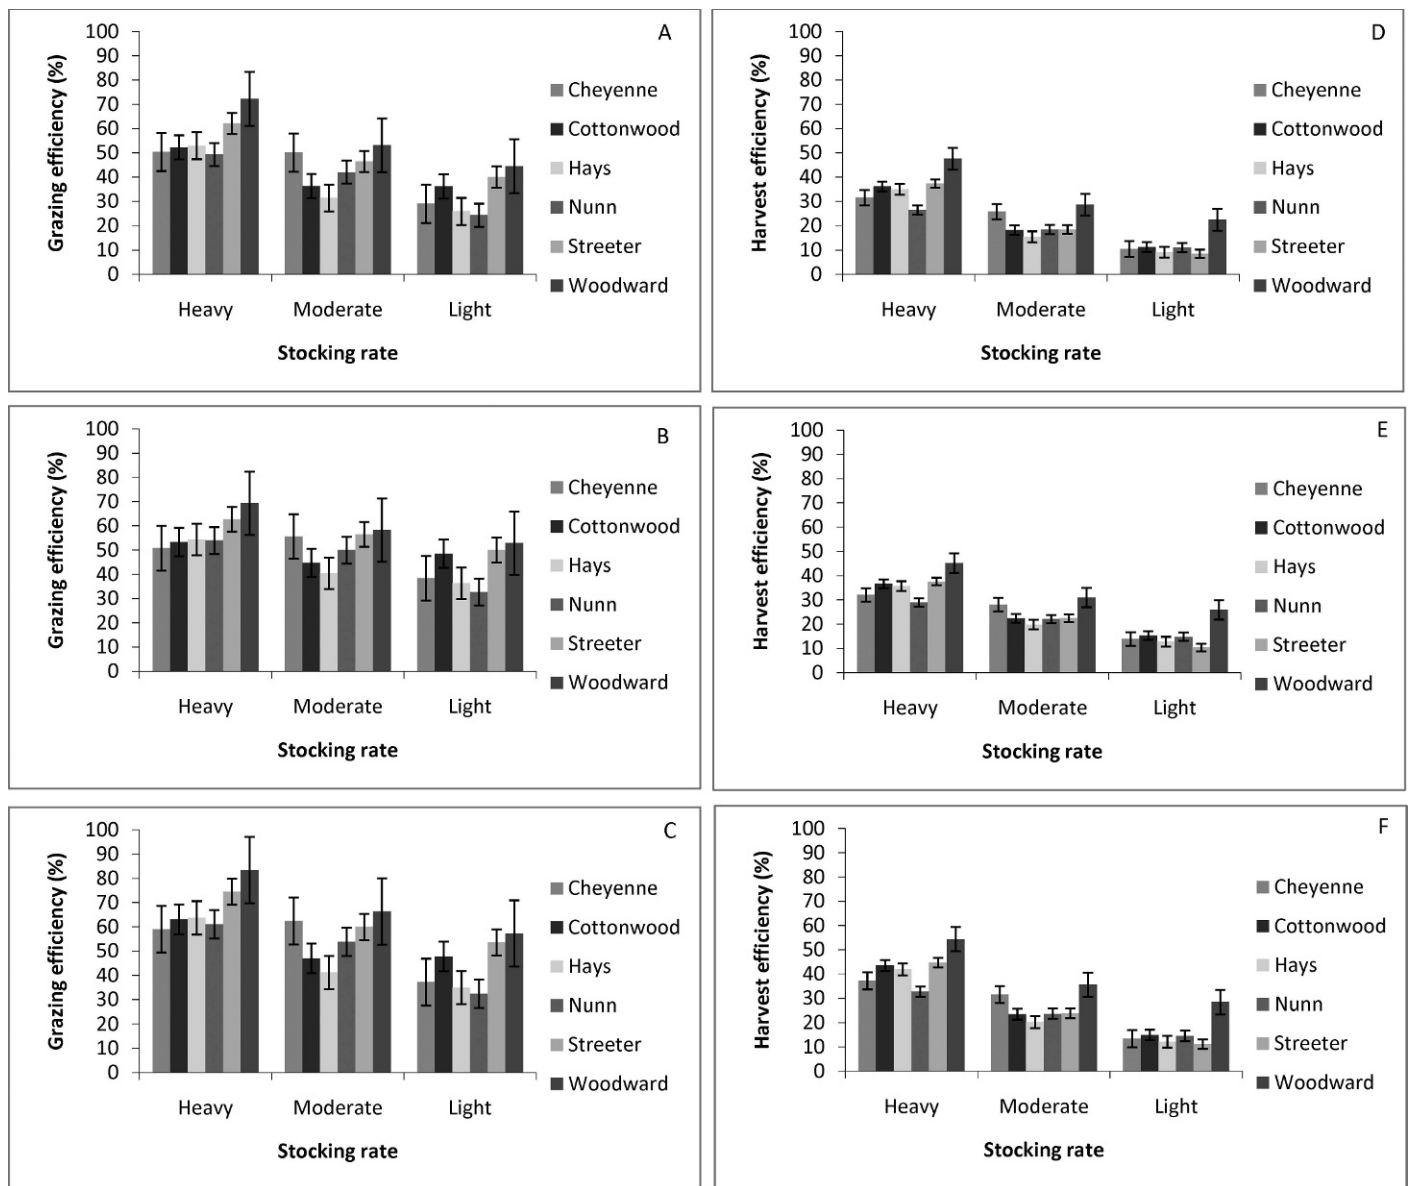 A
Grazing efficiency (%)
100
90
80
70
60
50
40
30
20
10
0
Heavy Moderate Light
Stocking rate
Cheyenne
Cottonwood
Hays
Nunn
Streeter
Woodward
D
Harvest efficiency (%)
100
90
80
70
60
50
40
30
20
10
0
Heavy Moderate Light
Stocking rate
Cheyenne
Cottonwood
Hays
Nunn
Streeter
Woodward
B
Grazing efficiency (%)
100
90
80
70
60
50
40
30
20
10
0
Heavy Moderate Light
Stocking rate
Cheyenne
Cottonwood
Hays
Nunn
Streeter
Woodward
E
Harvest efficiency (%)
100
90
80
70
60
50
40
30
20
10
0
Heavy Moderate Light
Stocking rate
Cheyenne
Cottonwood
Hays
Nunn
Streeter
Woodward
C
Grazing efficiency (%)
100
90
80
70
60
50
40
30
20
10
0
Heavy Moderate Light
Stocking rate
Cheyenne
Cottonwood
Hays
Nunn
Streeter
Woodward
F
Harvest efficiency (%)
100
90
80
70
60
50
40
30
20
10
0
Heavy Moderate Light
Stocking rate
Cheyenne
Cottonwood
Hays
Nunn
Streeter
Woodward